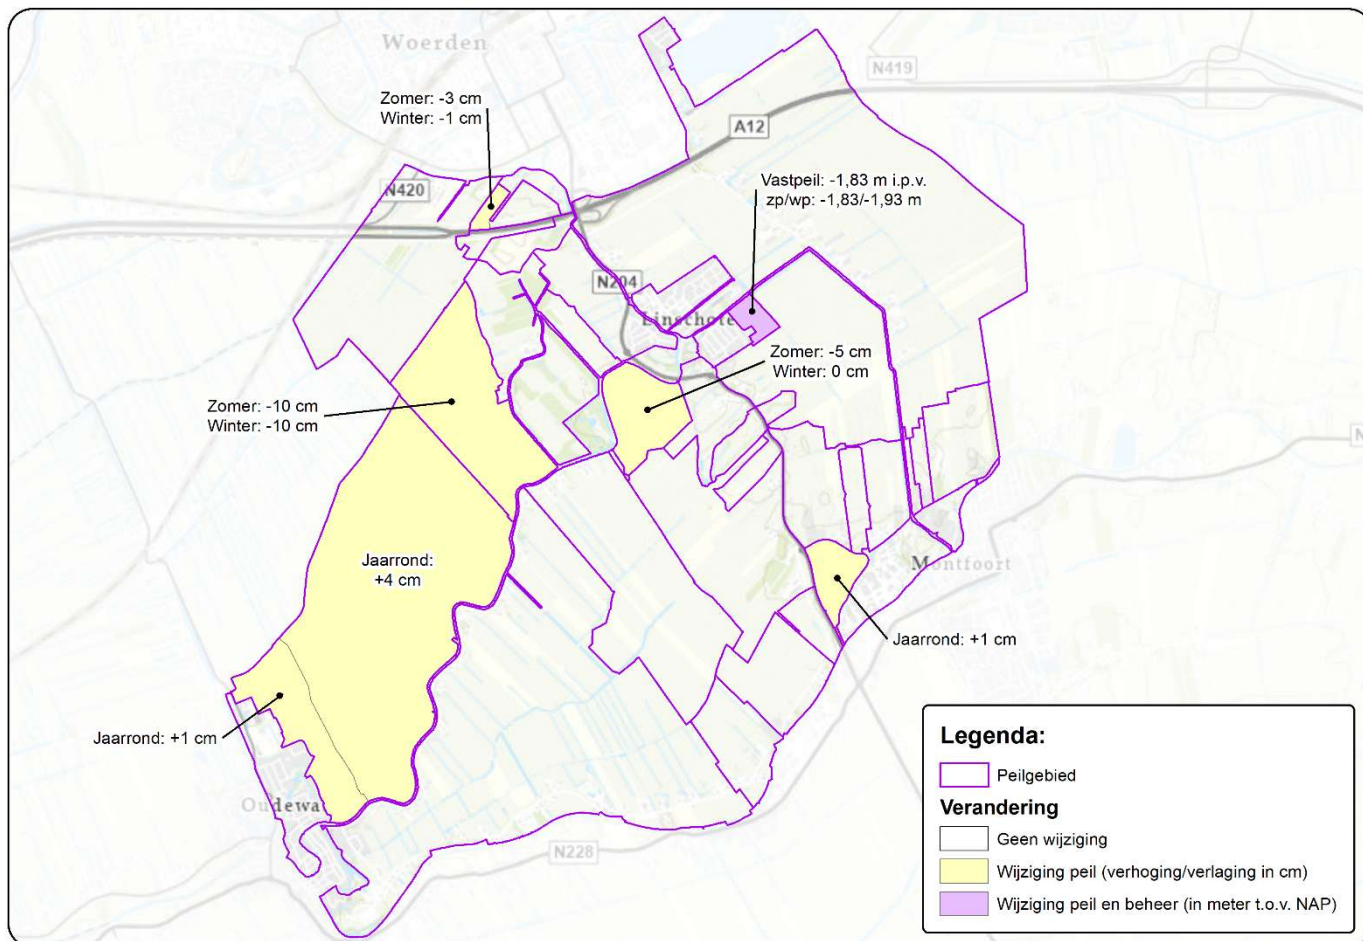 Woerden
N419
Zomer: -3 cm
Winter: -1 cm
A12
Vastpeil: -1,83 m i.p.v.
zp/wp: -1,83/-1,93 m
N420
N204
Linschote
Zomer: -5 cm
Winter: 0 cm
Zomer: -10 cm
Winter: -10 cm
N
Jaarrond:
+4 cm
Montfoort
Jaarrond: +1 cm
Jaarrond: +1 cm
Oudewa
N228
Legenda:
Peilgebied
Verandering
Geen wijziging
Wijziging peil (verhoging/verlaging in cm)
Wijziging peil en beheer (in meter t.o.v. NAP)